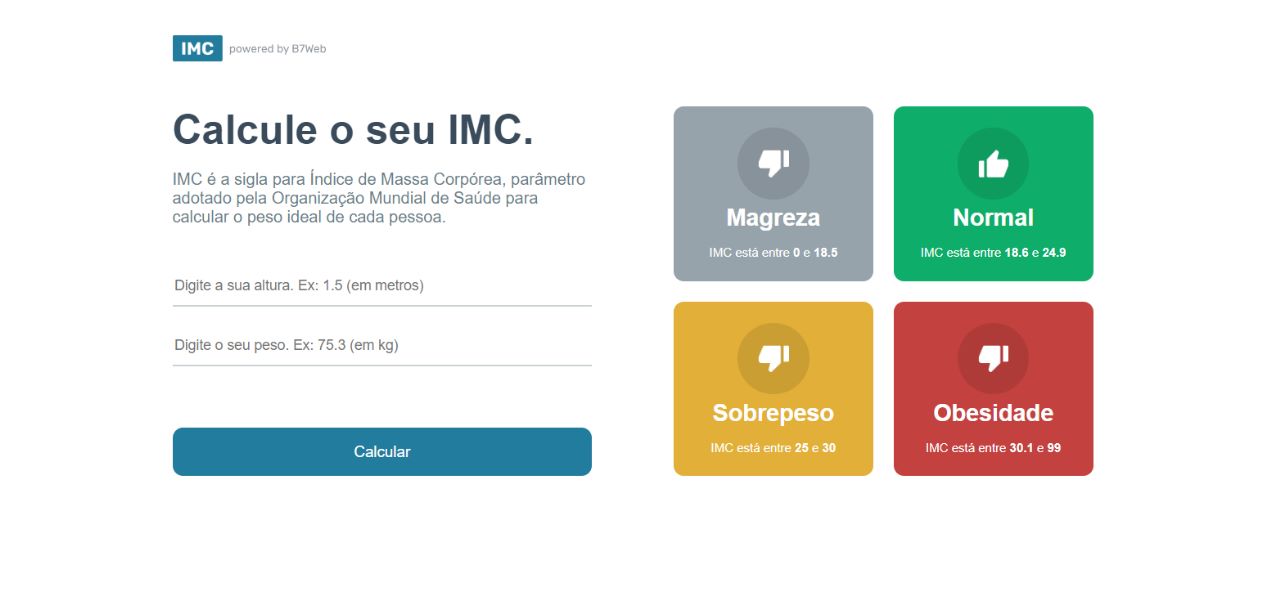 IMC powered by B7Web
Calcule o seu IMC.
IMC é a sigla para Índice de Massa Corpórea, parâmetro
adotado pela Organização Mundial de Saúde para
calcular o peso ideal de cada pessoa.
Digite a sua altura. Ex: 1.5 (em metros)
Digite o seu peso. Ex: 75.3 (em kg)
Calcular
Magreza
IMC está entre 0 e 18.5
Normal
IMC está entre 18.6 e 24.9
Sobrepeso
IMC está entre 25 e 30
Obesidade
IMC está entre 30.1 e 99